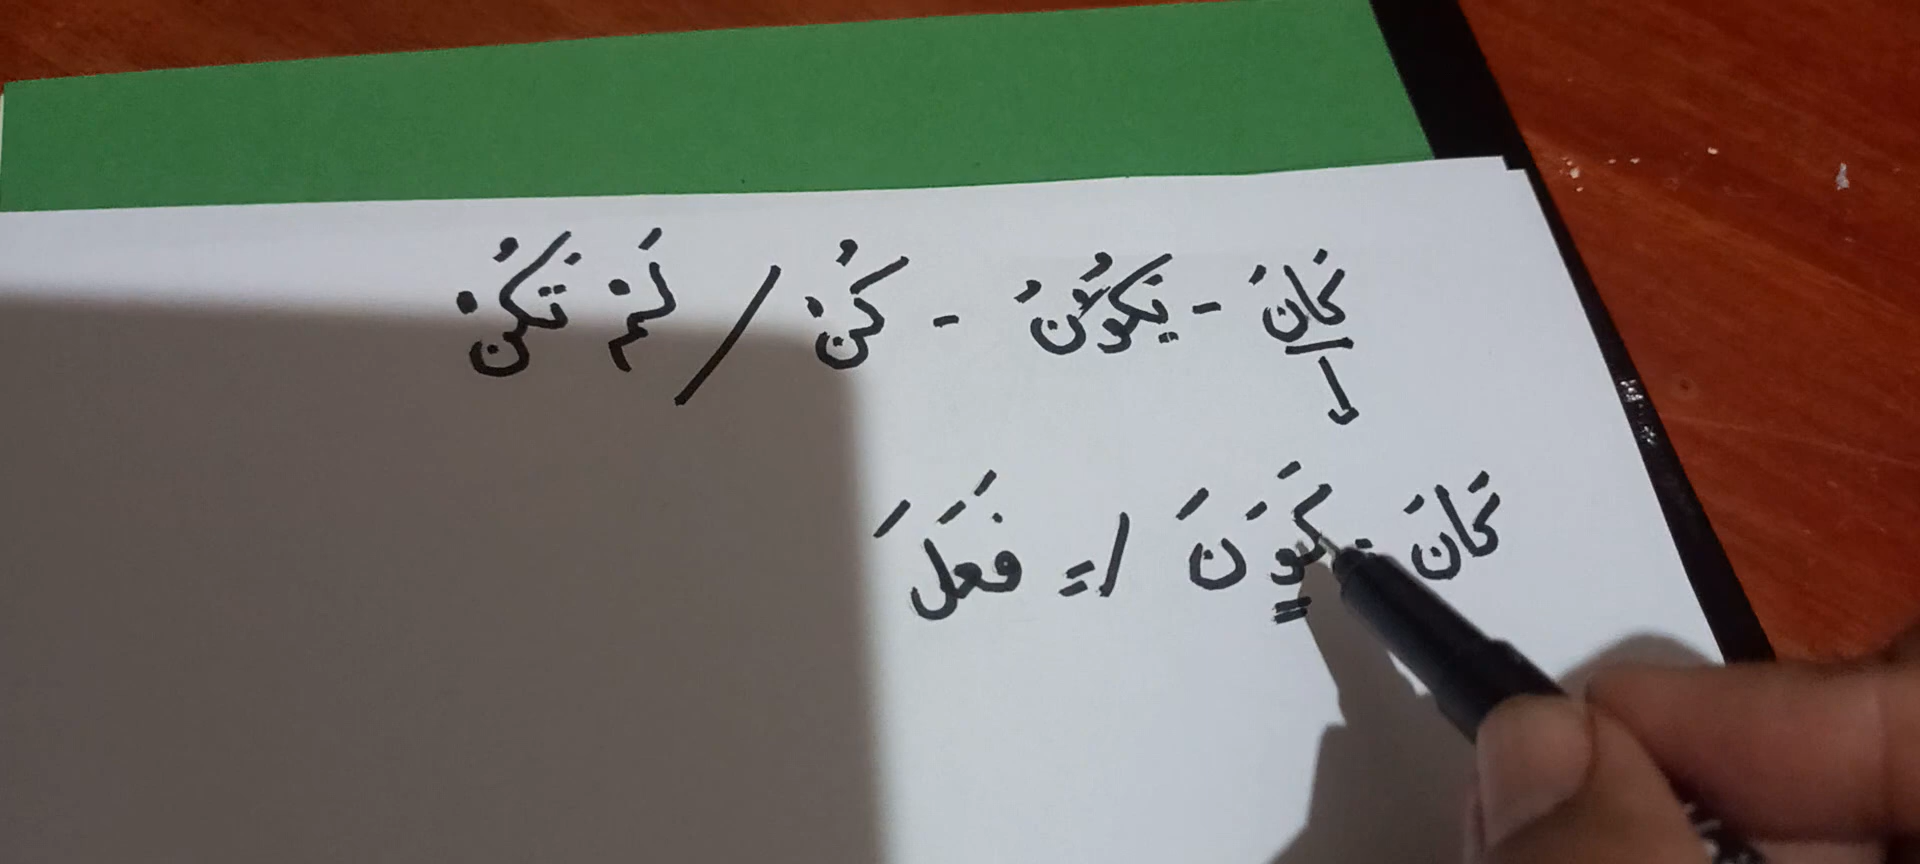 كَانَ - يَكُوْنُ - كُنْ / لَمْ تَكُنْ
كَانَ - كَوَنَ / = فَعَلَ